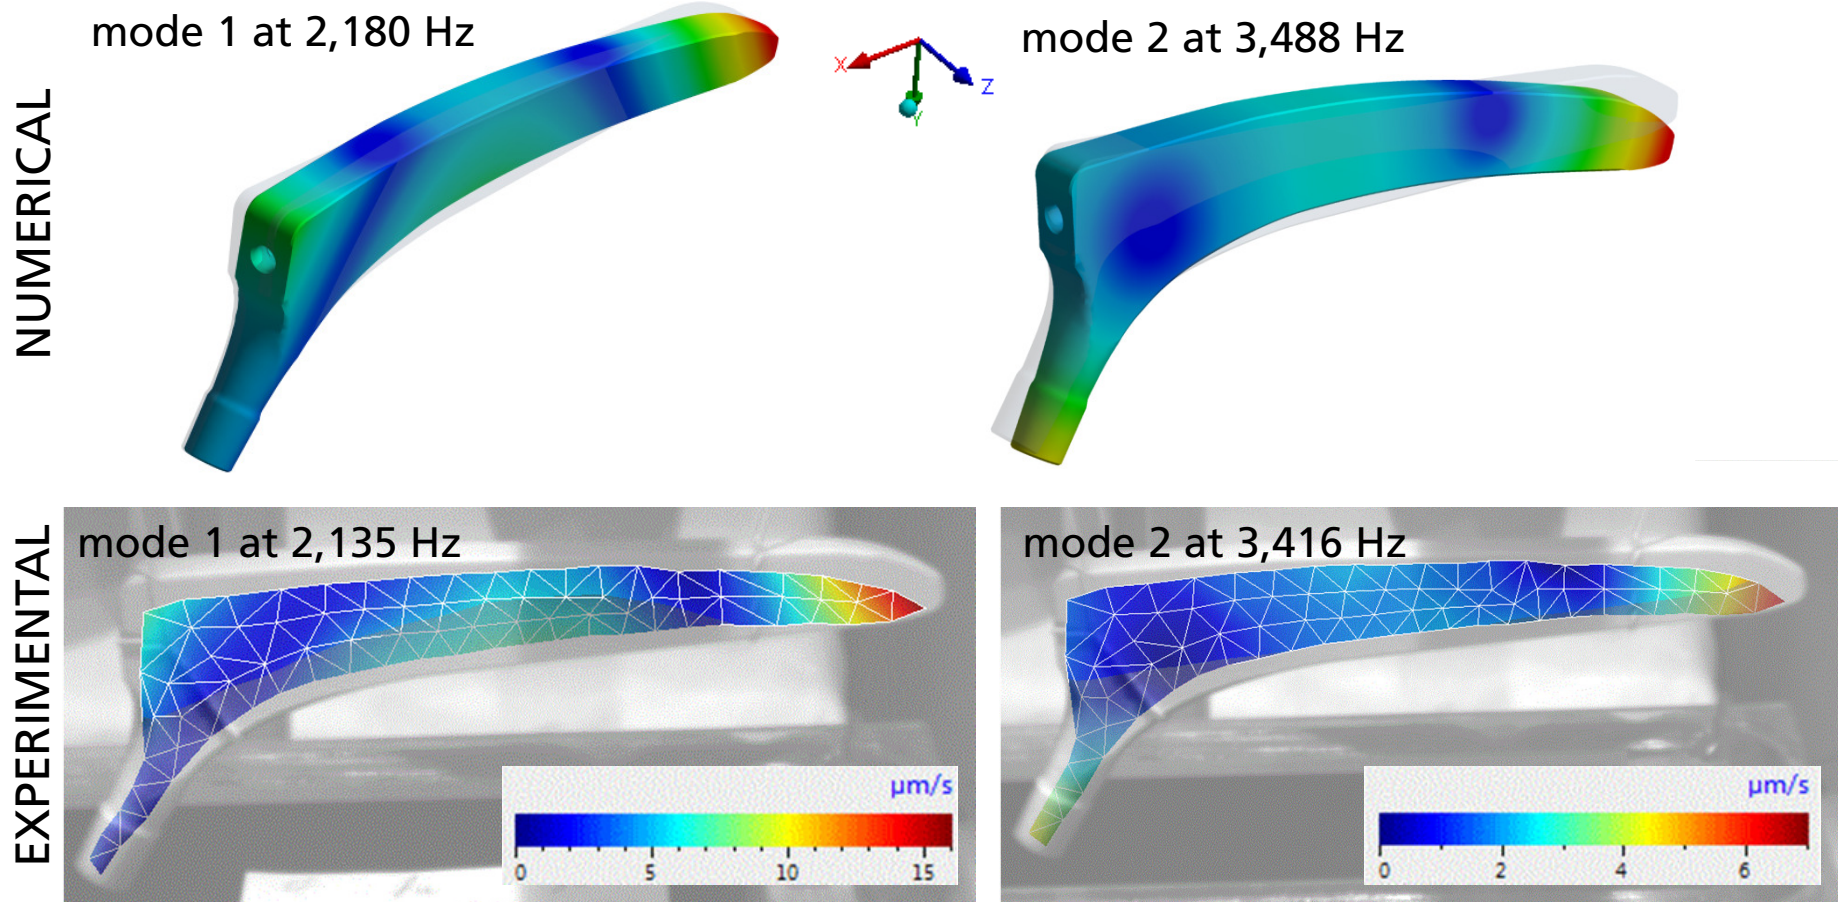 NUMERICAL
mode 1 at 2,180 Hz
X
Y
Z
mode 2 at 3,488 Hz
EXPERIMENTAL
mode 1 at 2,135 Hz
µm/s
0 5 10 15
mode 2 at 3,416 Hz
µm/s
0 2 4 6